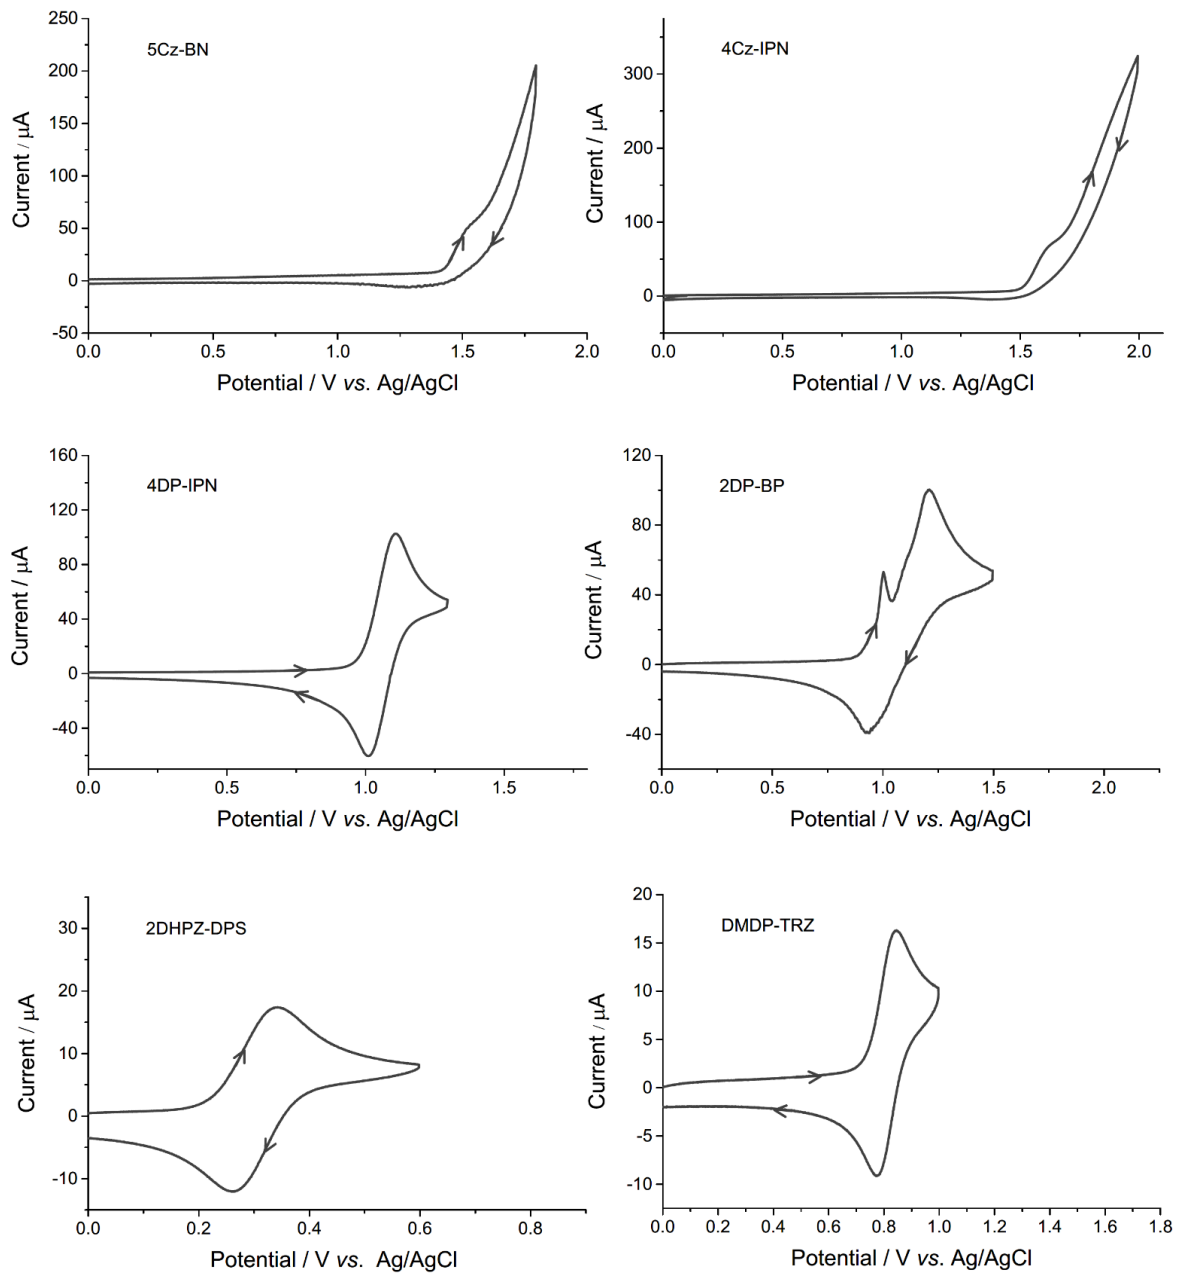 5Cz-BN
250
200
150
100
50
0
-50
Current / μA
0.0 0.5 1.0 1.5 2.0
Potential / V vs. Ag/AgCl
4Cz-IPN
300
200
100
0
Current / μA
0.0 0.5 1.0 1.5 2.0
Potential / V vs. Ag/AgCl
4DP-IPN
160
120
80
40
0
-40
Current / μA
0.0 0.5 1.0 1.5
Potential / V vs. Ag/AgCl
2DP-BP
120
80
40
0
-40
Current / μA
0.0 0.5 1.0 1.5 2.0
Potential / V vs. Ag/AgCl
2DHPZ-DPS
30
20
10
0
-10
Current / μA
0.0 0.2 0.4 0.6 0.8
Potential / V vs. Ag/AgCl
DMDP-TRZ
20
15
10
5
0
-5
-10
Current / μA
0.0 0.2 0.4 0.6 0.8 1.0 1.2 1.4 1.6 1.8
Potential / V vs. Ag/AgCl